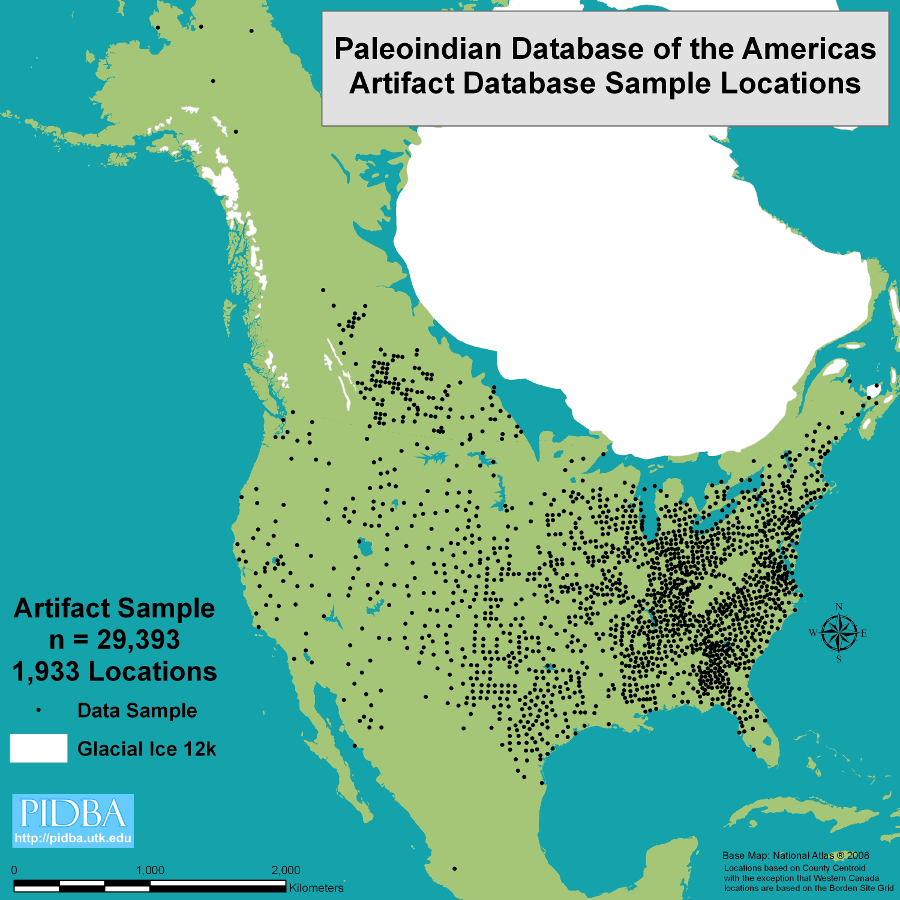 Paleoindian Database of the Americas
Artifact Database Sample Locations
Artifact Sample
n = 29,393
1,933 Locations
Data Sample
Glacial Ice 12k
N
W E
S
PIDBA
http://pidba.utk.edu
0 1,000 2,000
Kilometers
Base Map: National Atlas ® 2008
Locations based on County Centroid
with the exception that Western Canada
locations are based on the Borden Site Grid